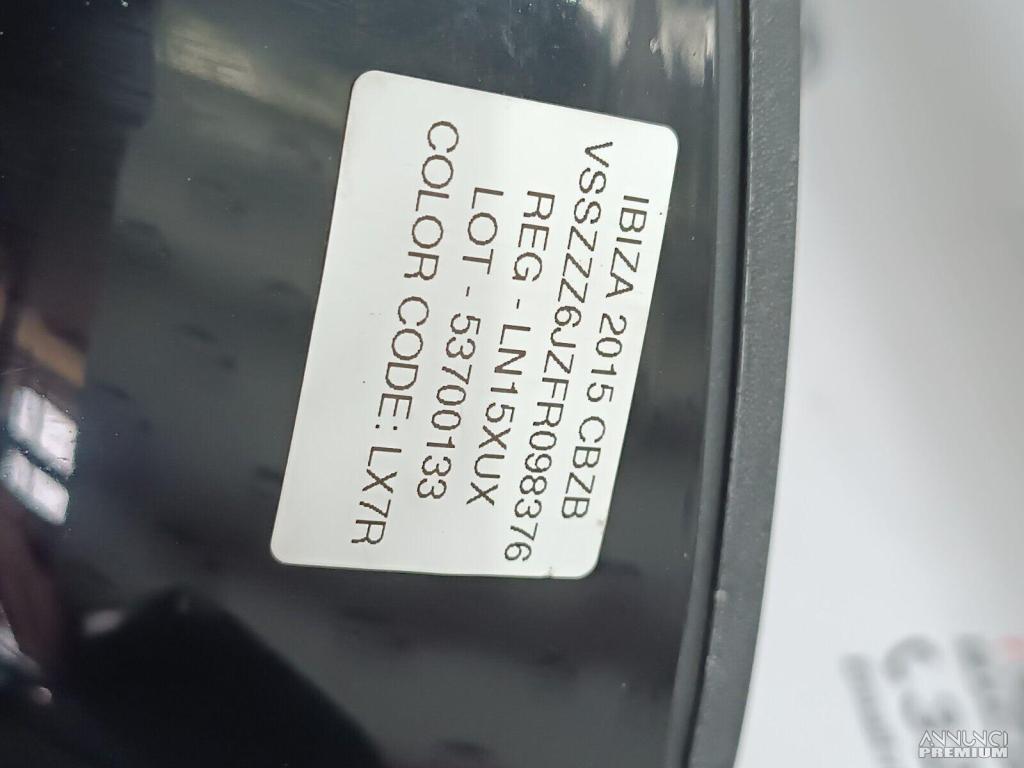 IBIZA 2015 CBZB
VSSZZZ6JZFR098376
REG - LN15XUX
LOT - 53700133
COLOR CODE: LX7R
ANNUNCI
PREMIUM